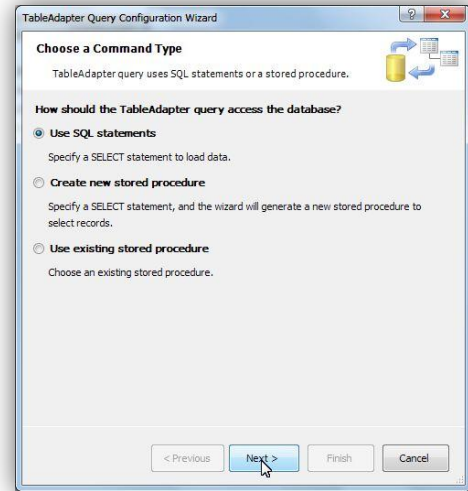 TableAdapter Query Configuration Wizard
?
X
Choose a Command Type
TableAdapter query uses SQL statements or a stored procedure.
How should the TableAdapter query access the database?
Use SQL statements
Specify a SELECT statement to load data.
Create new stored procedure
Specify a SELECT statement, and the wizard will generate a new stored procedure to
select records.
Use existing stored procedure
Choose an existing stored procedure.
< Previous Next > Finish Cancel